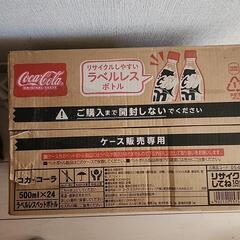 Coca-Cola
ORIGINAL TASTE
リサイクルしやすい
ラベルレス
ボトル
ご購入まで開封しないでください
ケース販売専用
コカ・コーラ
500ml×24
ラベルレスペットボトル
リサイクル
してね